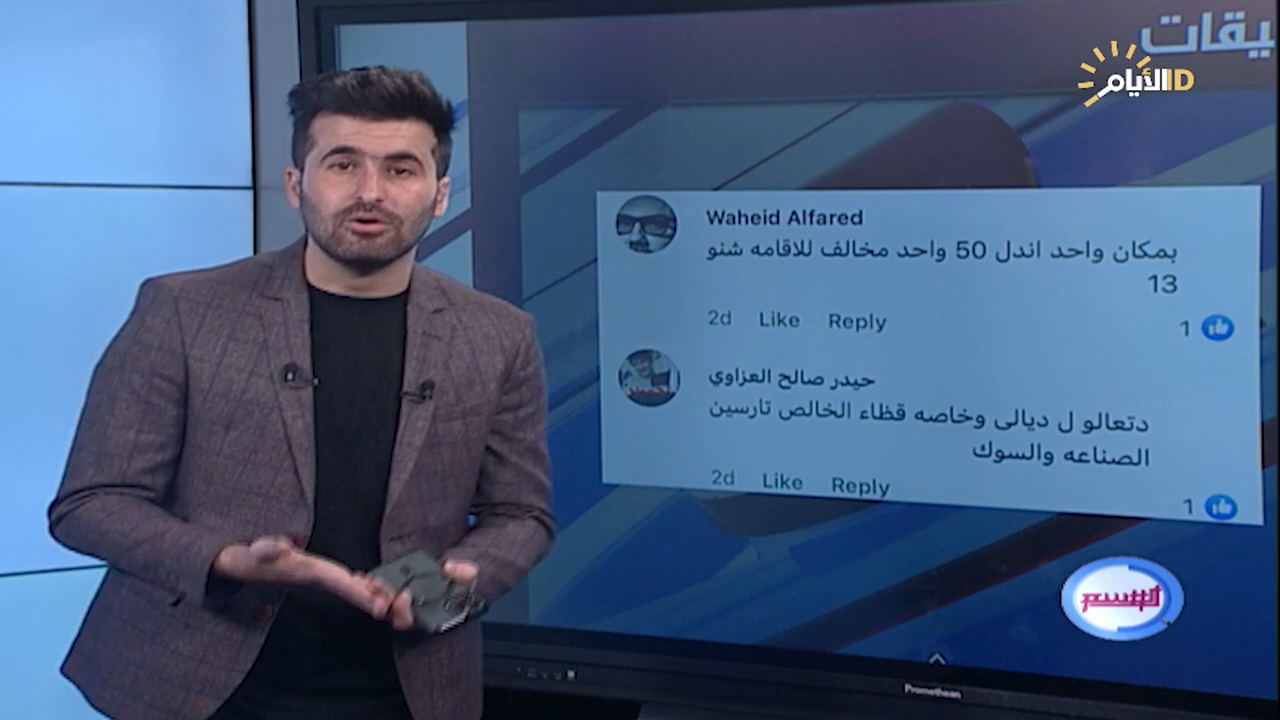 يقات
الأيام ID
Waheid Alfared
بمكان واحد اندل 50 واحد مخالف للاقامه شنو
13
2d Like Reply
1
حيدر صالح العزاوي
دتعالو ل ديالى وخاصه قظاء الخالص تارسين
الصناعه والسوك
2d Like Reply
1
Promethean